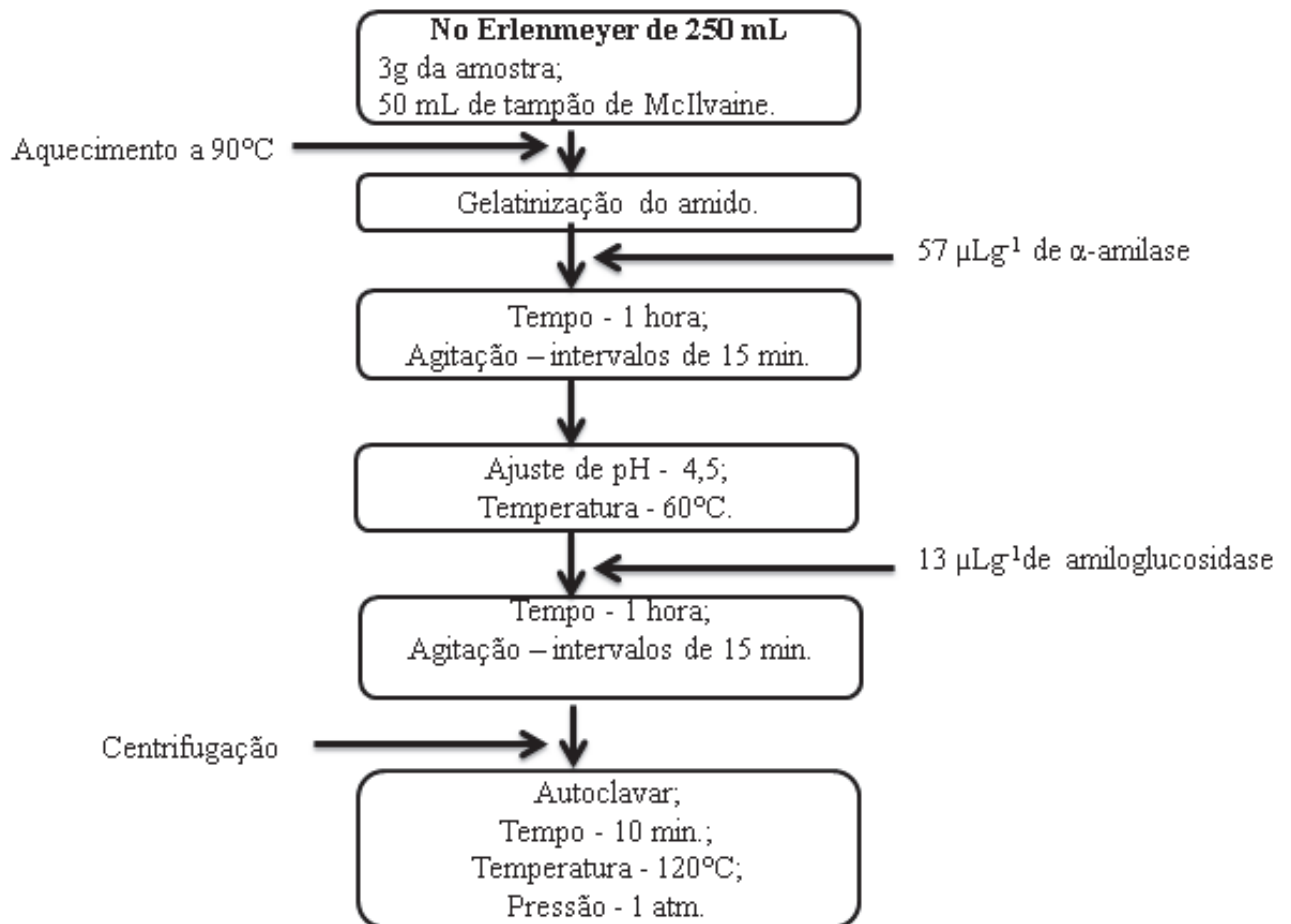 No Erlenmeyer de 250 mL
3g da amostra;
50 mL de tampão de McIlvaine.
Aquecimento a 90°C
Gelatinização do amido.
57 µLg-¹ de α-amilase
Tempo - 1 hora;
Agitação – intervalos de 15 min.
Ajuste de pH - 4,5;
Temperatura - 60°C.
13 µLg-¹de amiloglucosidase
Tempo - 1 hora;
Agitação – intervalos de 15 min.
Centrifugação
Autoclavar;
Tempo - 10 min.;
Temperatura - 120°C;
Pressão - 1 atm.